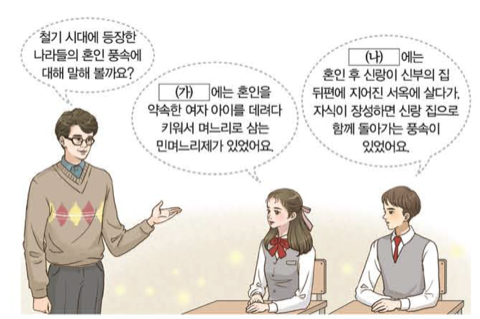 철기 시대에 등장한
나라들의 혼인 풍속에
대해 말해 볼까요?
(가) 에는 혼인을
약속한 여자 아이를 데려다
키워서 며느리로 삼는
민며느리제가 있었어요.
(나) 에는
혼인 후 신랑이 신부의 집
뒤편에 지어진 서옥에 살다가,
자식이 장성하면 신랑 집으로
함께 돌아가는 풍속이
있었어요.